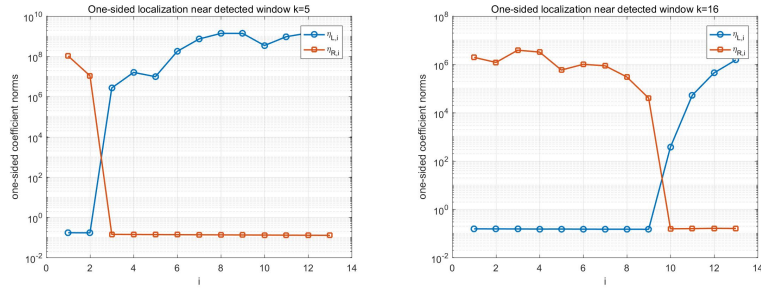 One-sided localization near detected window k=5
one-sided coefficient norms
10^10
10^8
10^6
10^4
10^2
10^0
10^-2
0 2 4 6 8 10 12 14
i
η_L,i
η_R,i
One-sided localization near detected window k=16
one-sided coefficient norms
10^8
10^6
10^4
10^2
10^0
10^-2
0 2 4 6 8 10 12 14
i
η_L,i
η_R,i